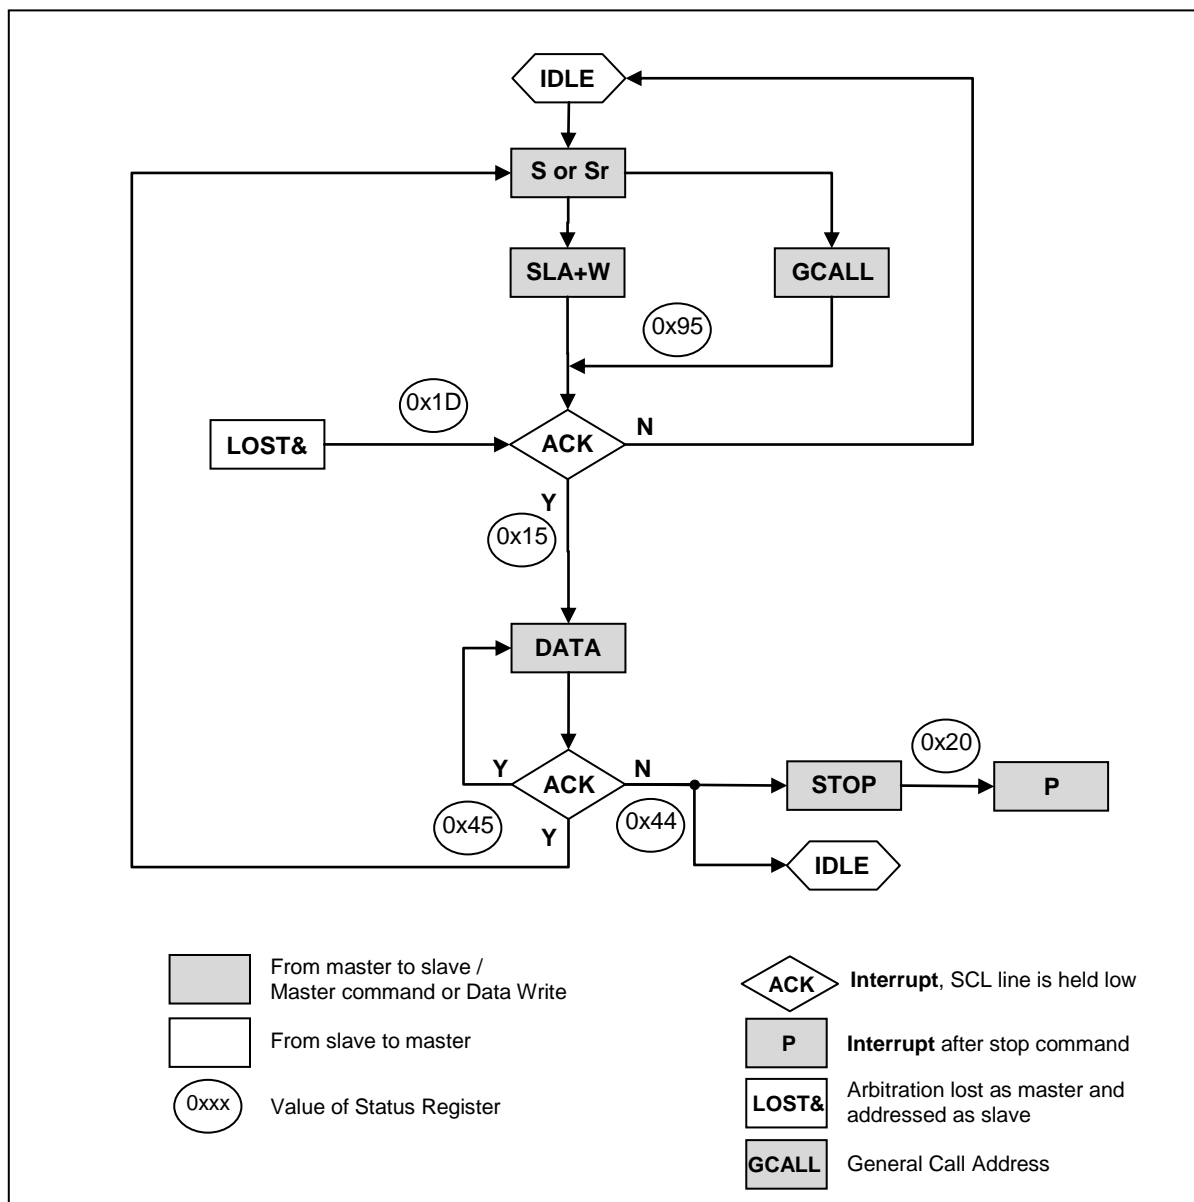 IDLE
S or Sr
SLA+W
GCALL
0x95
0x1D
LOST&
ACK
N
Y
0x15
DATA
Y
ACK
N
0x20
STOP
P
0x45
Y
0x44
IDLE
From master to slave /
Master command or Data Write
From slave to master
0xxx
Value of Status Register
ACK
Interrupt, SCL line is held low
P
Interrupt after stop command
LOST&
Arbitration lost as master and
addressed as slave
GCALL
General Call Address